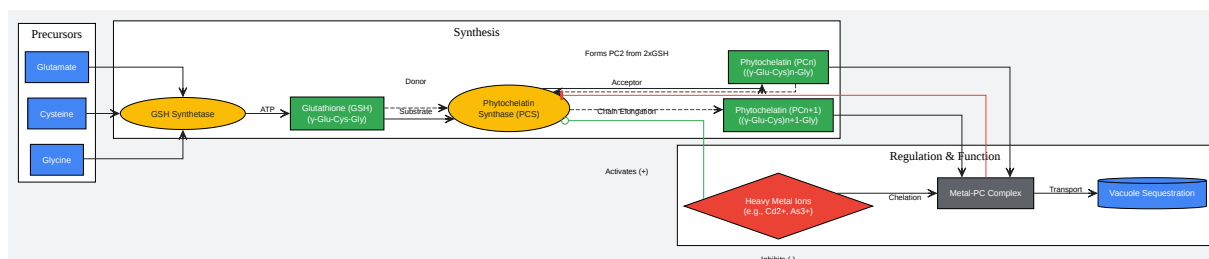 Precursors
Glutamate
Cysteine
Glycine
Synthesis
GSH Synthetase
ATP
Glutathione (GSH)
(γ-Glu-Cys-Gly)
Donor
Substrate
Phytochelatin
Synthase (PCS)
Forms PC2 from 2xGSH
Acceptor
Chain Elongation
Phytochelatin (PCn)
((γ-Glu-Cys)n-Gly)
Phytochelatin (PCn+1)
((γ-Glu-Cys)n+1-Gly)
Activates (+)
Regulation & Function
Heavy Metal Ions
(e.g., Cd2+, As3+)
Chelation
Metal-PC Complex
Transport
Vacuole Sequestration
Inhibits (-)